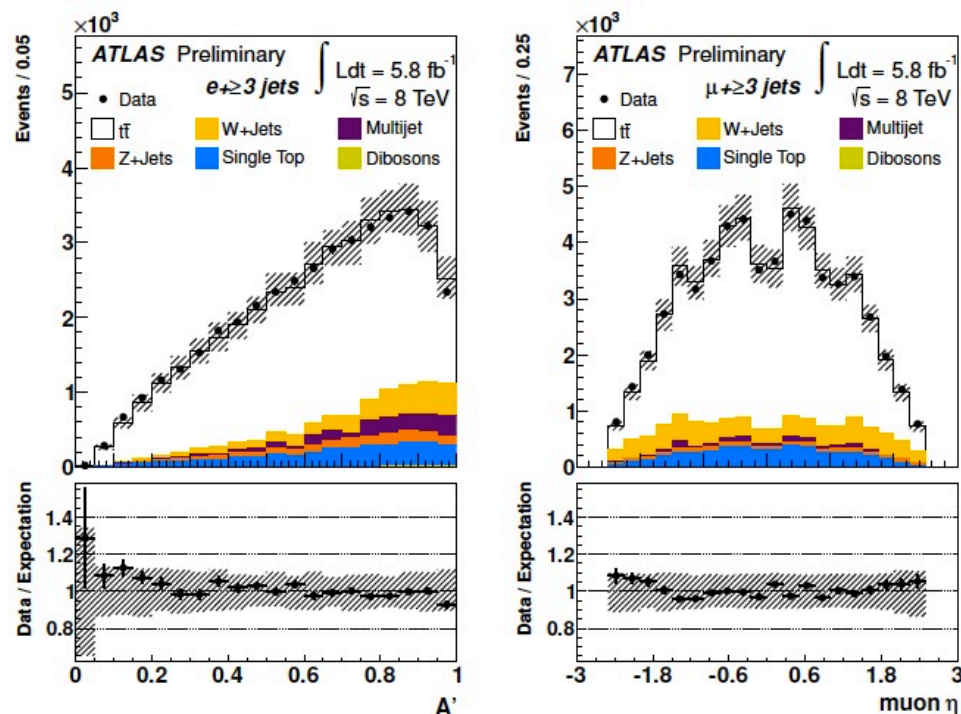 ×10³
Events / 0.05
ATLAS Preliminary
e+≥3 jets ∫ Ldt = 5.8 fb⁻¹
√s = 8 TeV
Data
tt̄
W+Jets
Multijet
Z+Jets
Single Top
Dibosons
5
4
3
2
1
0
Data / Expectation
1.4
1.2
1
0.8
0 0.2 0.4 0.6 0.8 1
A'
×10³
Events / 0.25
ATLAS Preliminary
μ+≥3 jets ∫ Ldt = 5.8 fb⁻¹
√s = 8 TeV
Data
tt̄
W+Jets
Multijet
Z+Jets
Single Top
Dibosons
7
6
5
4
3
2
1
0
Data / Expectation
1.4
1.2
1
0.8
-3 -1.8 -0.6 0.6 1.8 3
muon η